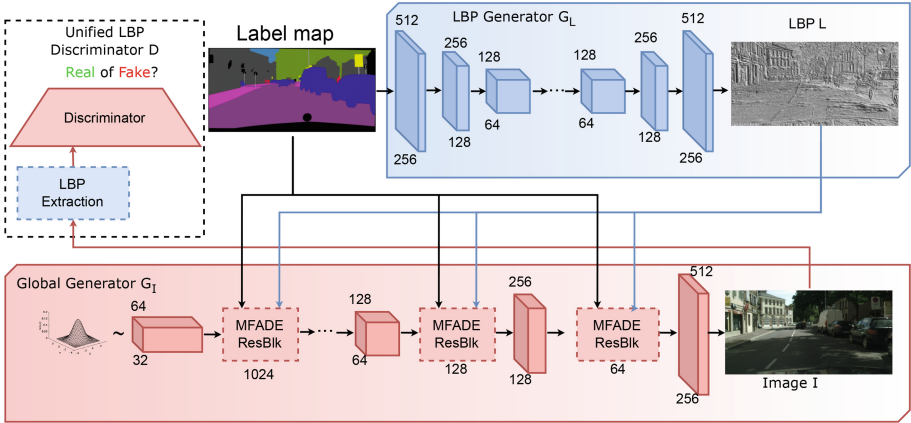 Unified LBP
Discriminator D
Real of Fake?
Discriminator
LBP
Extraction
Label map
LBP Generator G_L
LBP L
512
256
256
128
128
64
128
64
256
128
512
256
Global Generator G_I
64
32
~
MFADE
ResBlk
1024
128
64
MFADE
ResBlk
128
256
128
MFADE
ResBlk
64
512
256
Image I